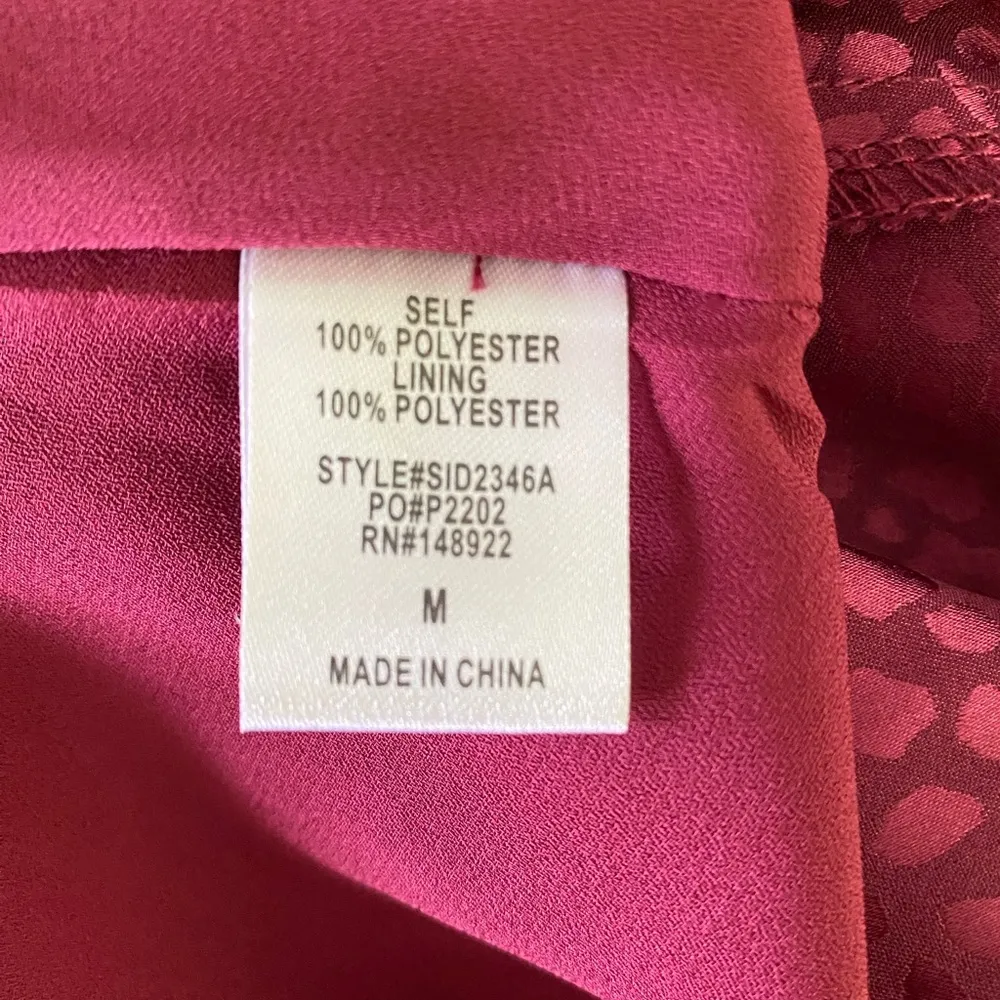 SELF
100% POLYESTER
LINING
100% POLYESTER
STYLE#SID2346A
PO#P2202
RN#148922
M
MADE IN CHINA